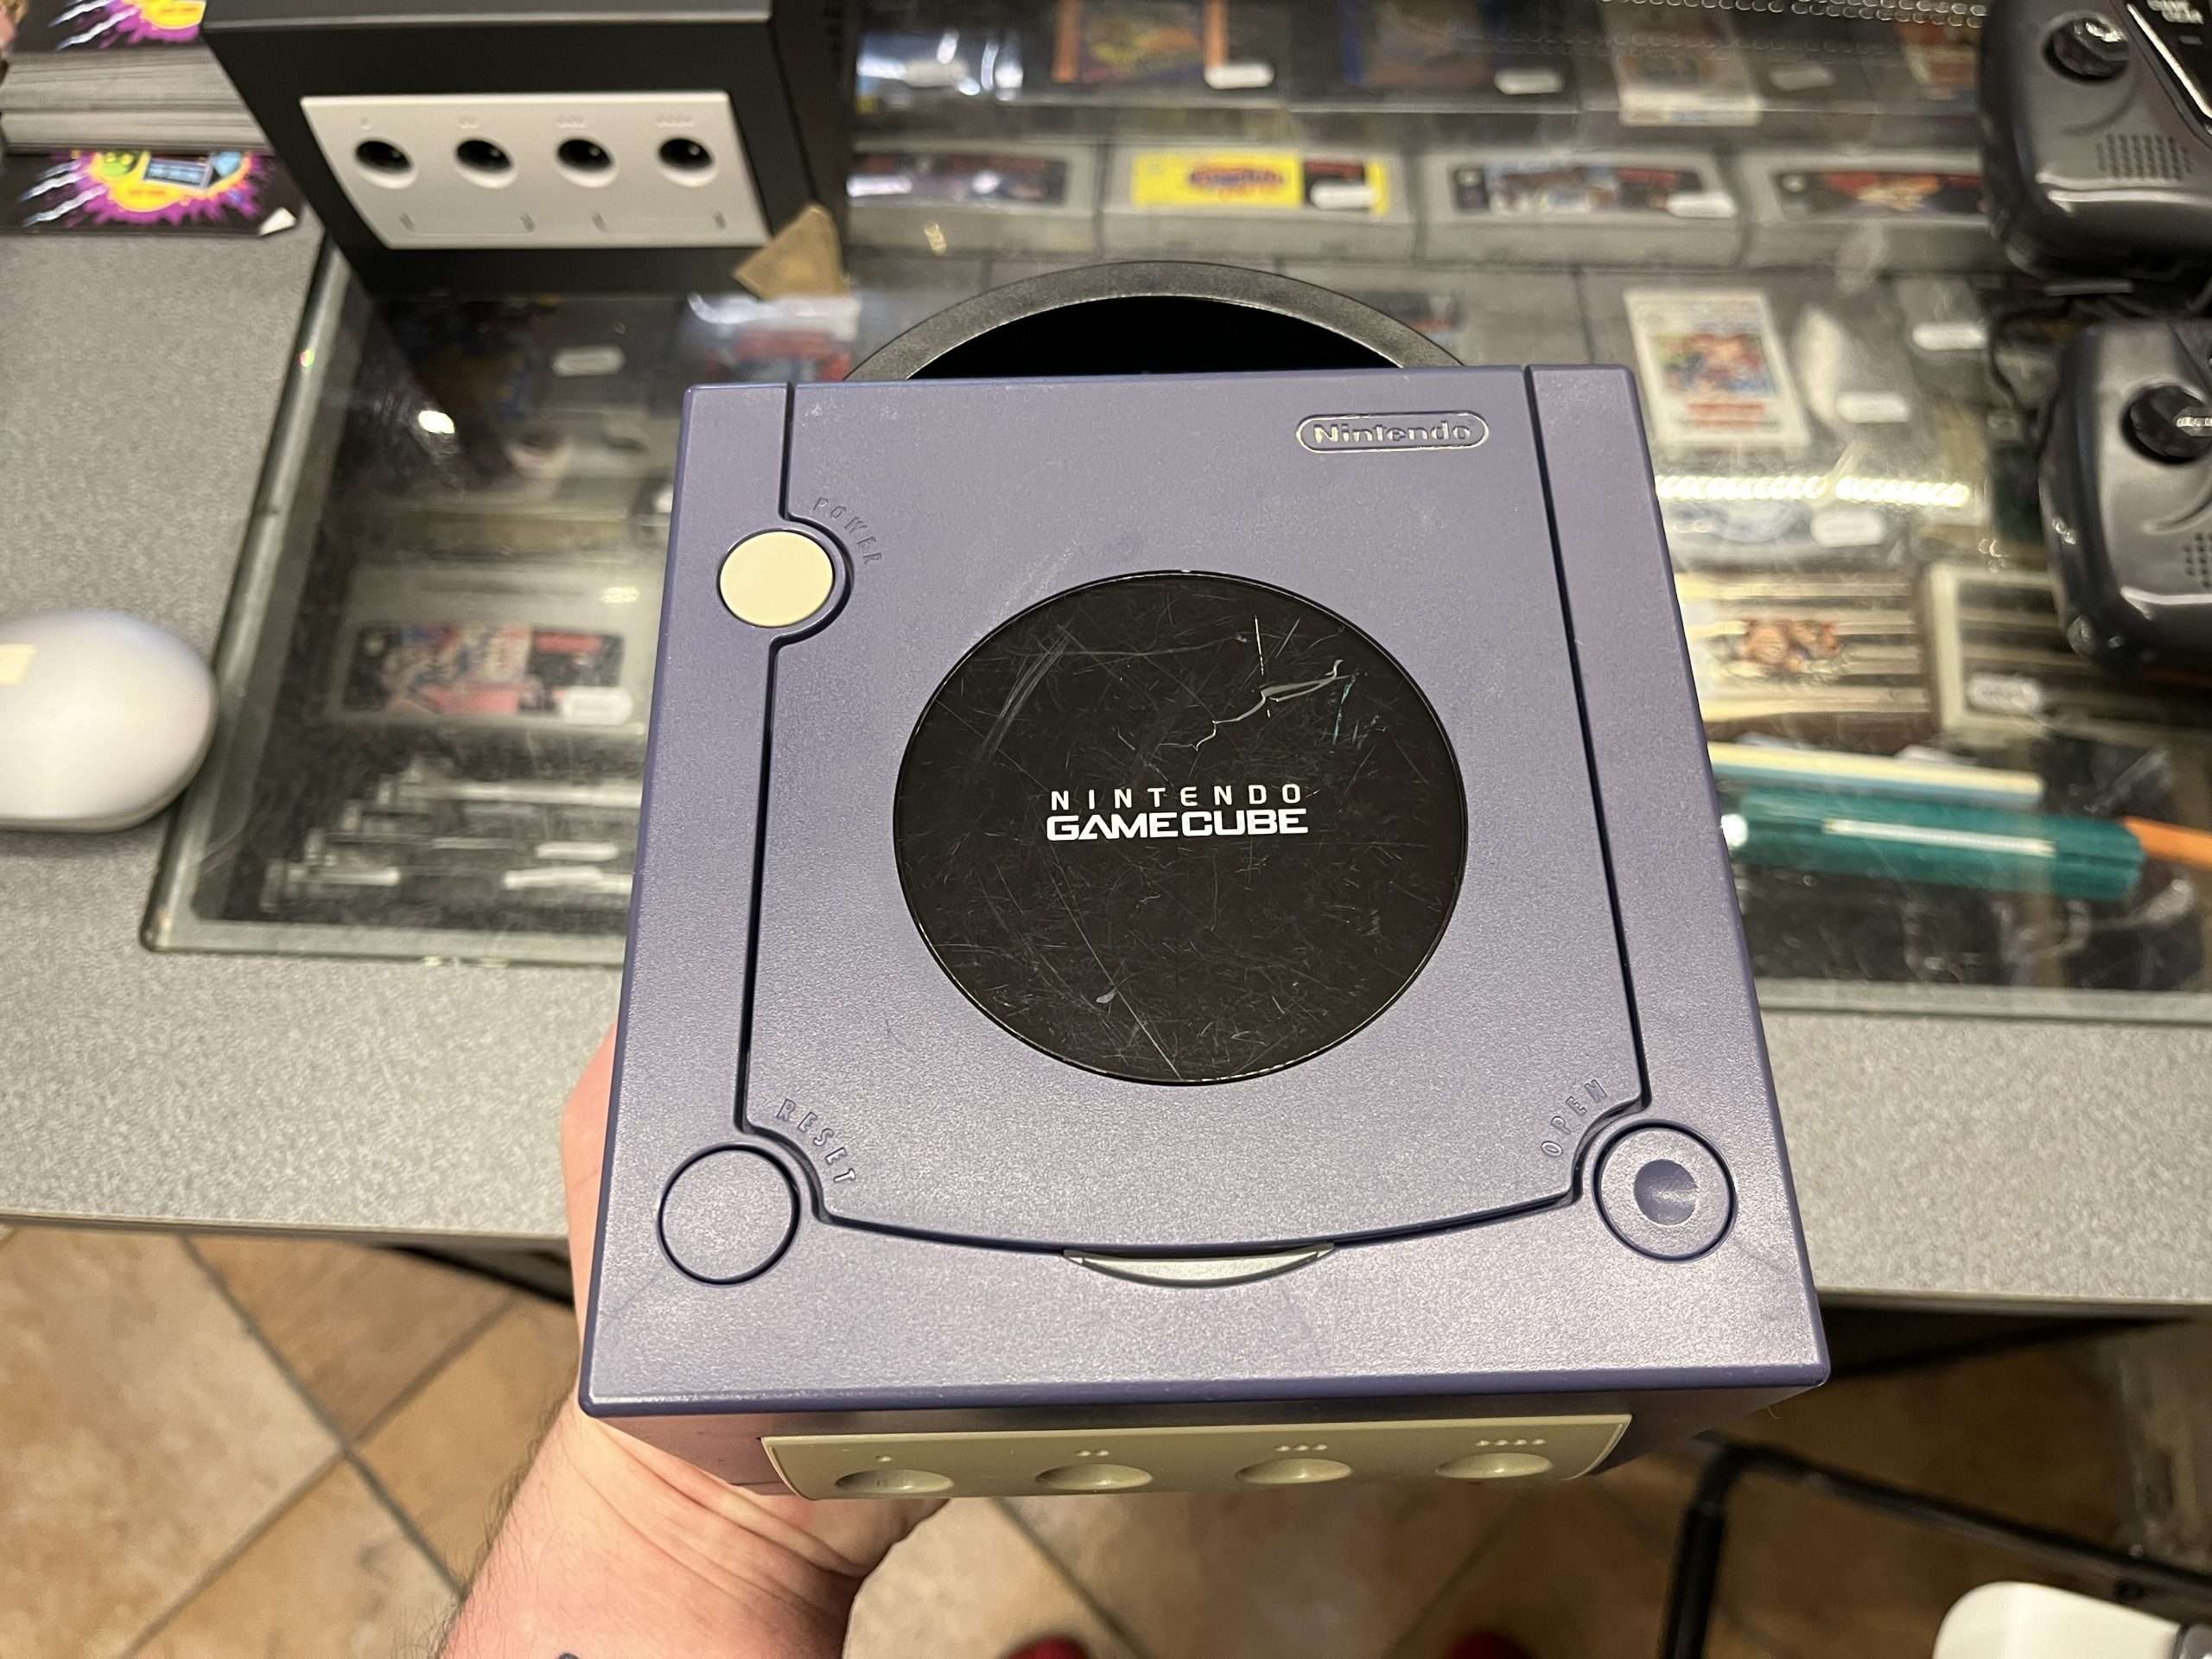 Nintendo
POWER
NINTENDO
GAMECUBE
RESET
OPEN